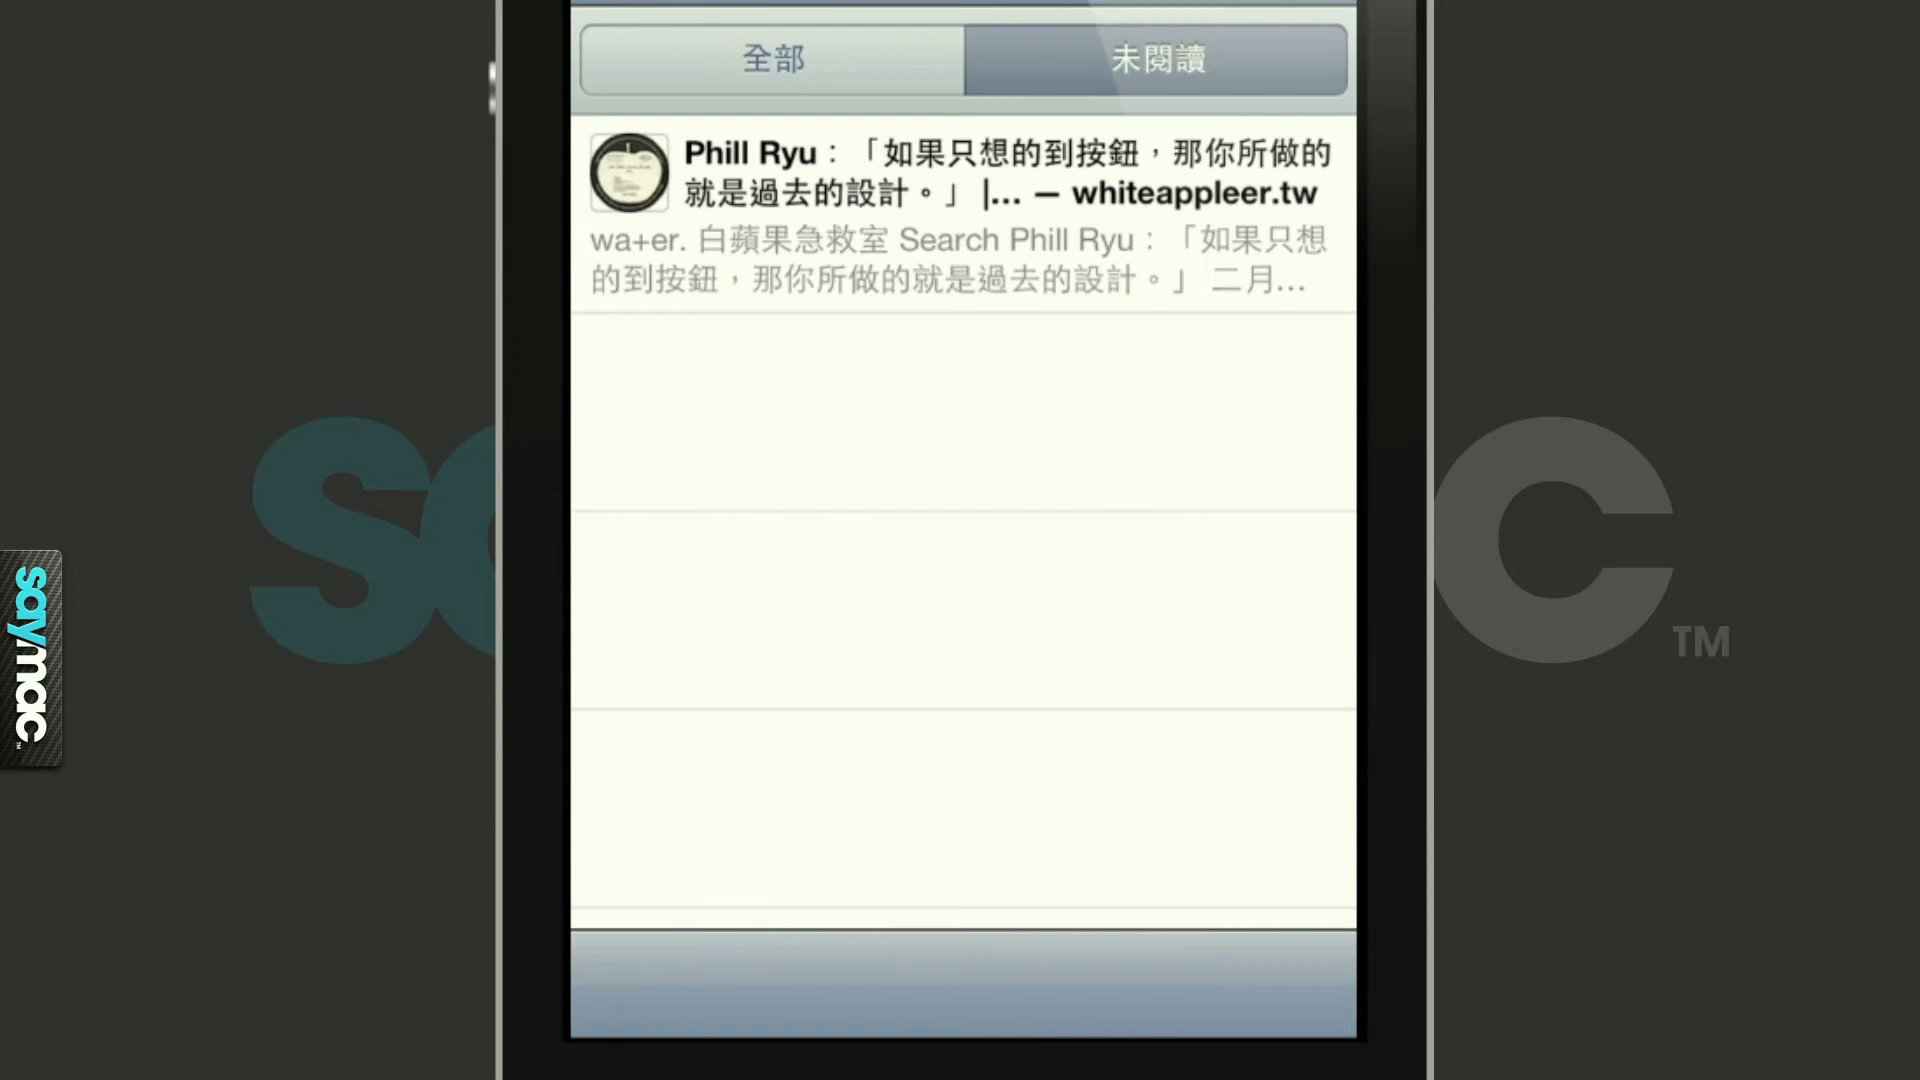 全部
未閱讀
Phill Ryu：「如果只想的到按鈕，那你所做的
就是過去的設計。」 |... — whiteappleer.tw
wa+er. 白蘋果急救室 Search Phill Ryu：「如果只想
的到按鈕，那你所做的就是過去的設計。」 二月...
saymac
C
TM